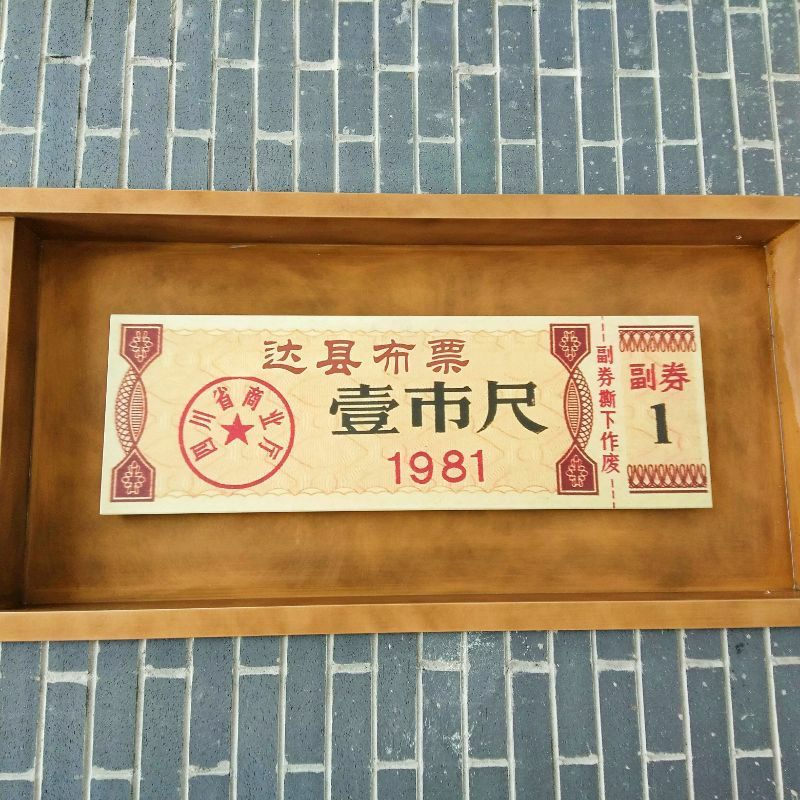 达县布票
壹市尺
1981
四川省商业厅
副券撕下作废
副券
1